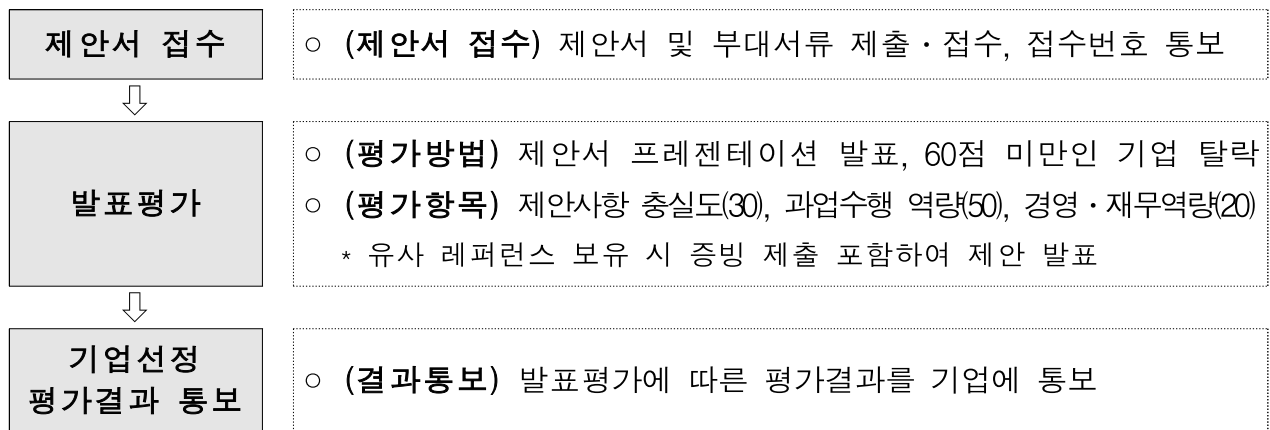 제안서 접수
○ (제안서 접수) 제안서 및 부대서류 제출・접수, 접수번호 통보
발표평가
○ (평가방법) 제안서 프레젠테이션 발표, 60점 미만인 기업 탈락
○ (평가항목) 제안사항 충실도(30), 과업수행 역량(50), 경영・재무역량(20)
* 유사 레퍼런스 보유 시 증빙 제출 포함하여 제안 발표
기업선정
평가결과 통보
○ (결과통보) 발표평가에 따른 평가결과를 기업에 통보